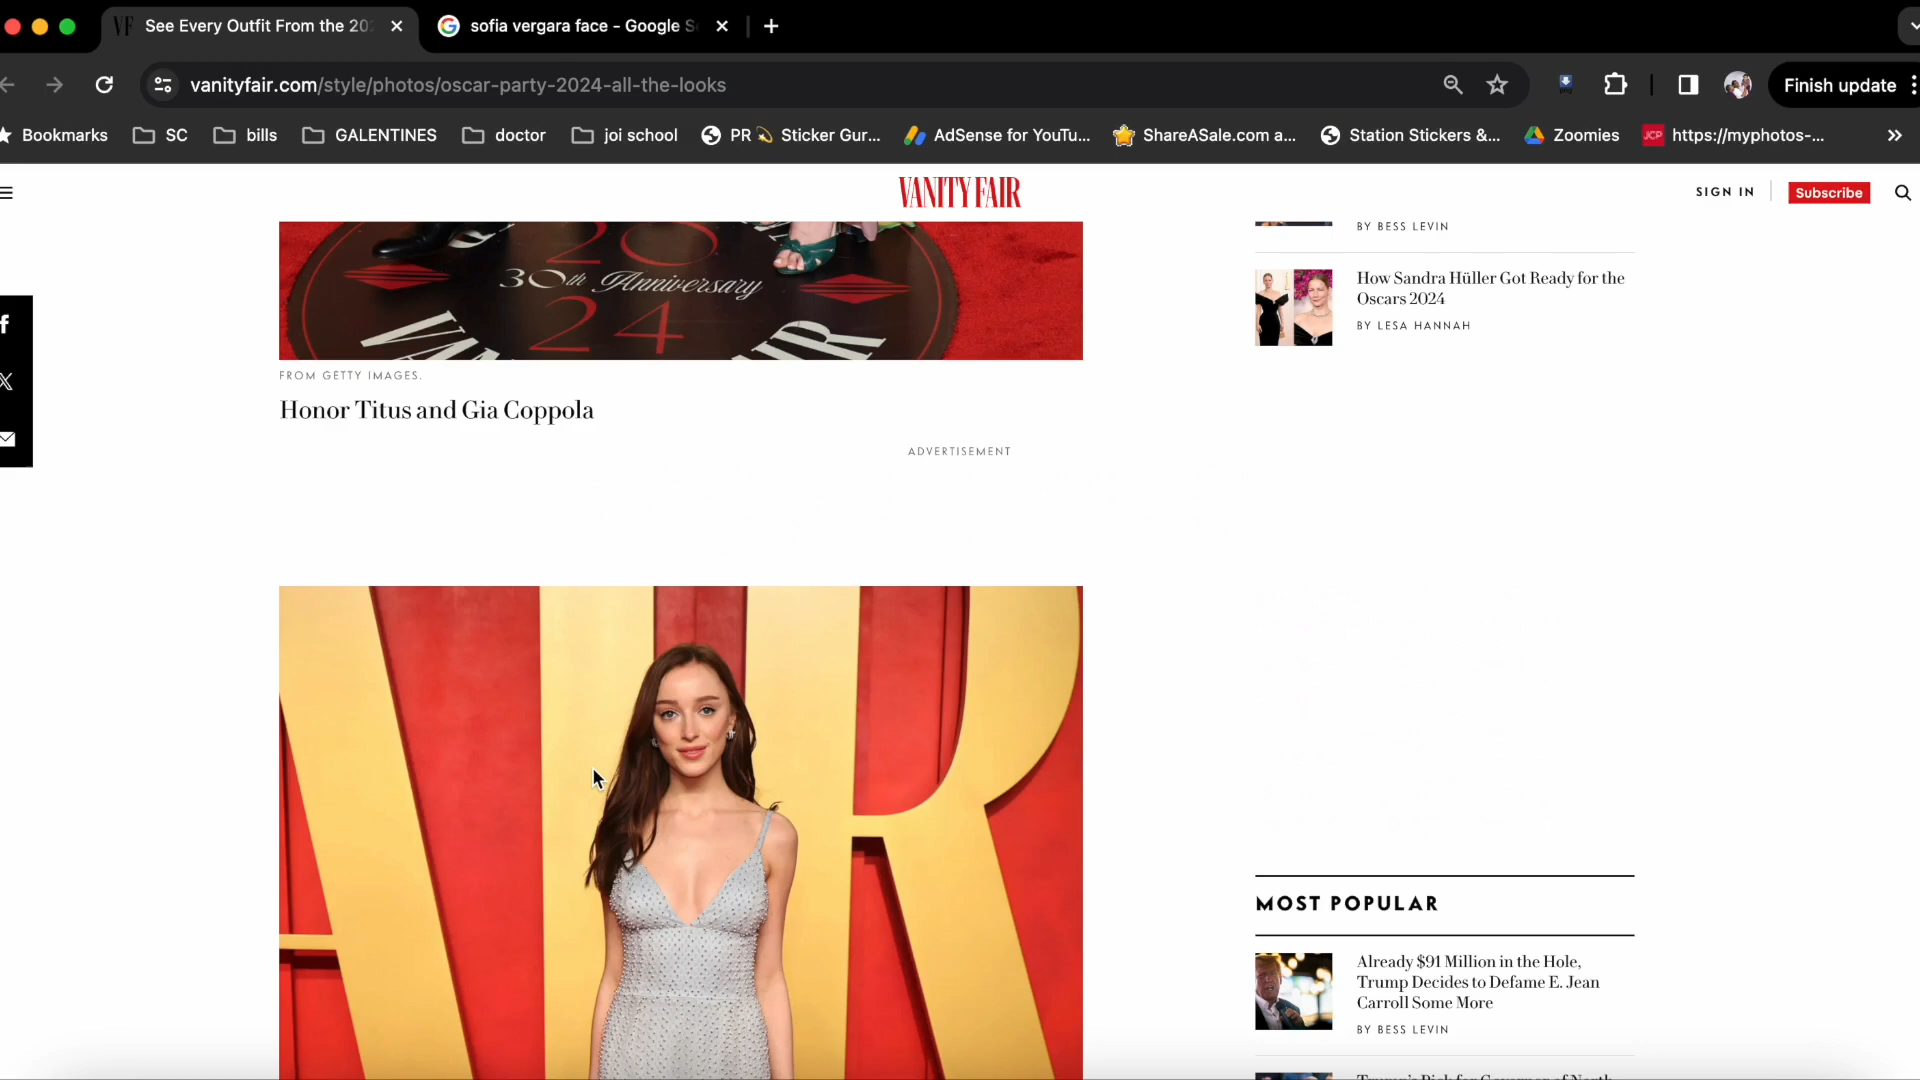 See Every Outfit From the 20
sofia vergara face - Google S
vanityfair.com/style/photos/oscar-party-2024-all-the-looks
Finish update
Bookmarks
SC
bills
GALENTINES
doctor
joi school
PR 💫 Sticker Gur...
AdSense for YouTu...
ShareASale.com a...
Station Stickers &...
Zoomies
JCP
https://myphotos-...
VANITY FAIR
SIGN IN
Subscribe
20
30th Anniversary
24
FROM GETTY IMAGES.
Honor Titus and Gia Coppola
ADVERTISEMENT
BY BESS LEVIN
How Sandra Hüller Got Ready for the
Oscars 2024
BY LESA HANNAH
AIR
MOST POPULAR
Already $91 Million in the Hole,
Trump Decides to Defame E. Jean
Carroll Some More
BY BESS LEVIN